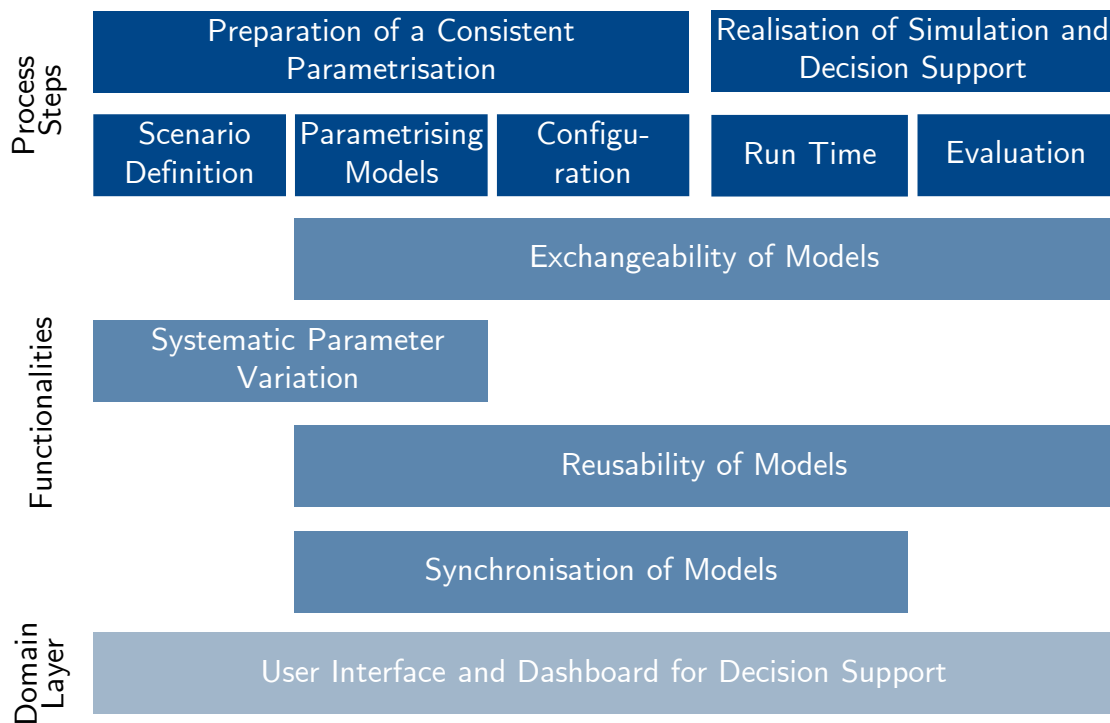 Process
Steps
Preparation of a Consistent
Parametrisation
Realisation of Simulation and
Decision Support
Scenario
Definition
Parametrising
Models
Configu-
ration
Run Time
Evaluation
Functionalities
Exchangeability of Models
Systematic Parameter
Variation
Reusability of Models
Synchronisation of Models
Domain
Layer
User Interface and Dashboard for Decision Support